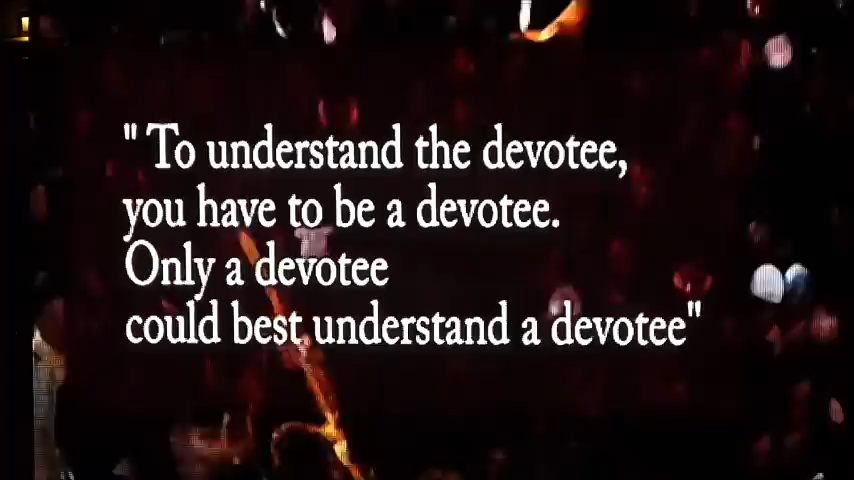 " To understand the devotee,
you have to be a devotee.
Only a devotee
could best understand a devotee"